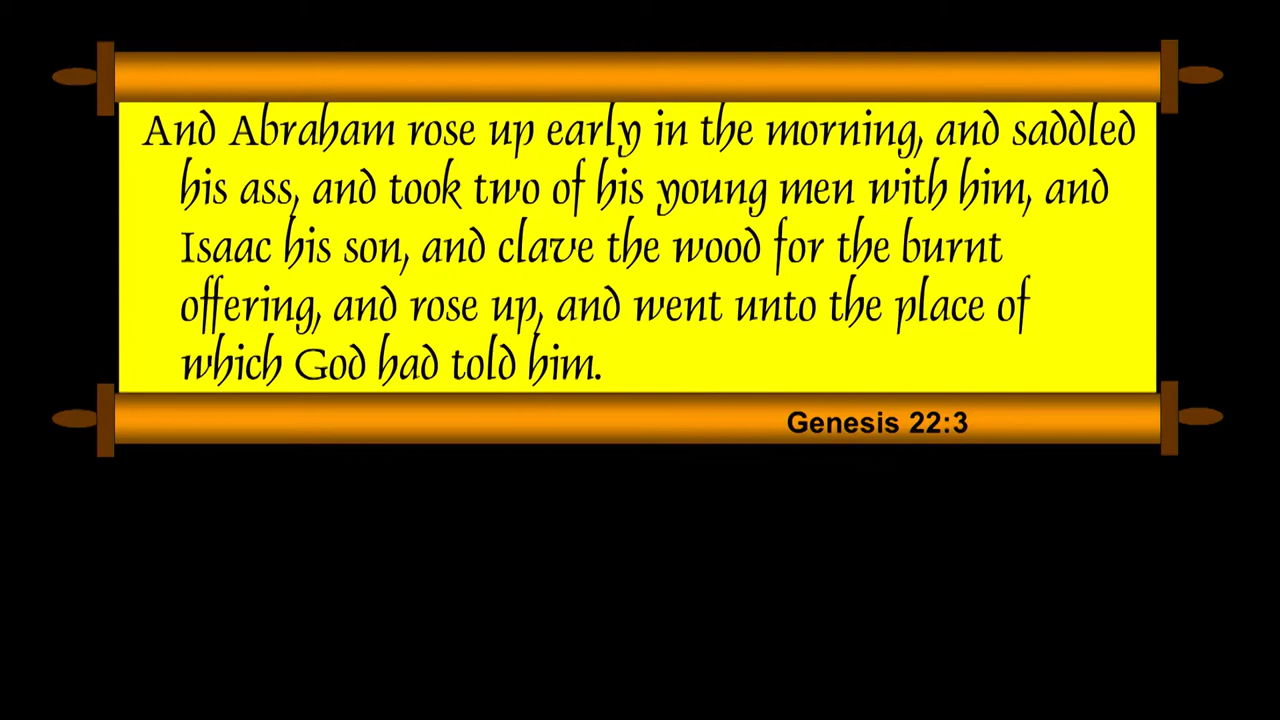 And Abraham rose up early in the morning, and saddled
his ass, and took two of his young men with him, and
Isaac his son, and clave the wood for the burnt
offering, and rose up, and went unto the place of
which God had told him.
Genesis 22:3